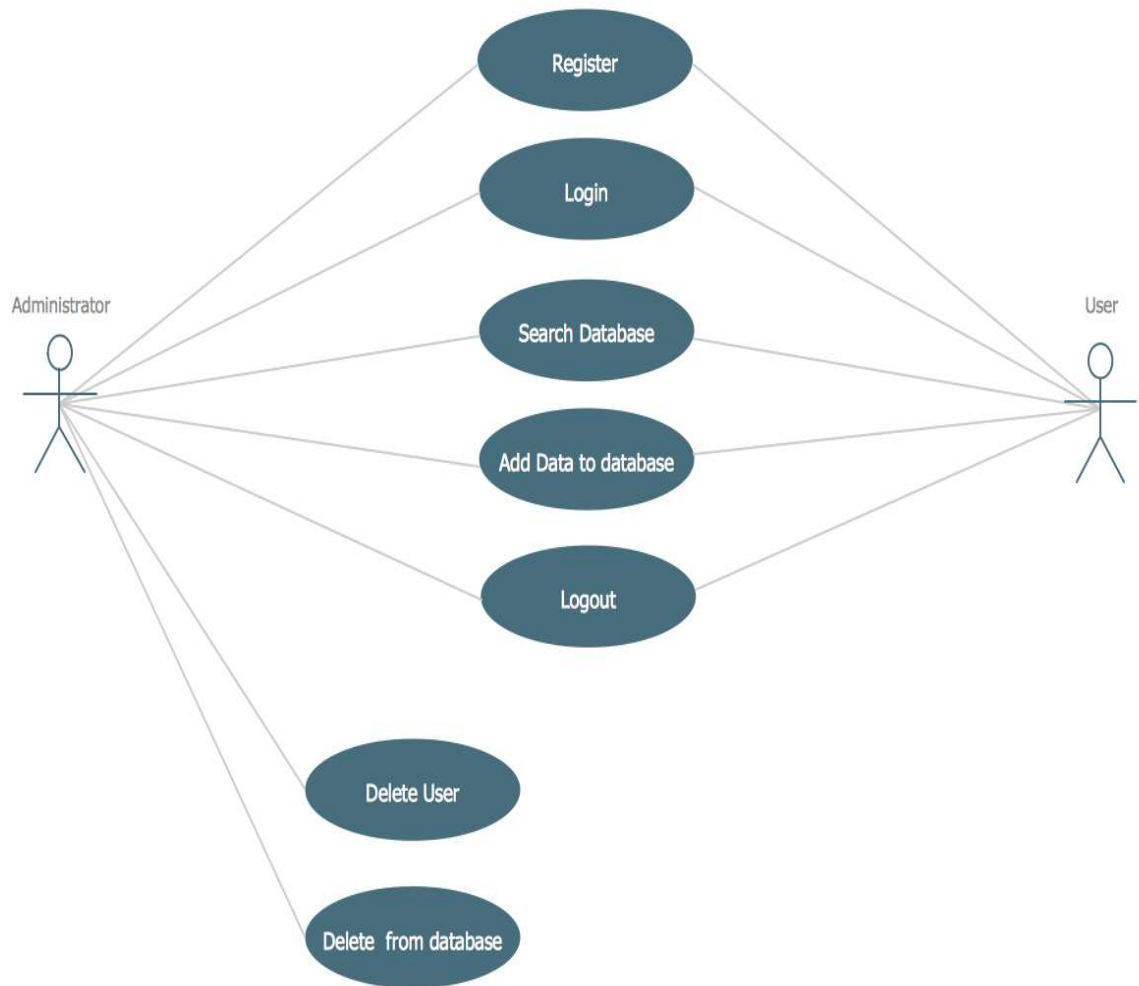 Register
Login
Administrator
User
Search Database
Add Data to database
Logout
Delete User
Delete from database